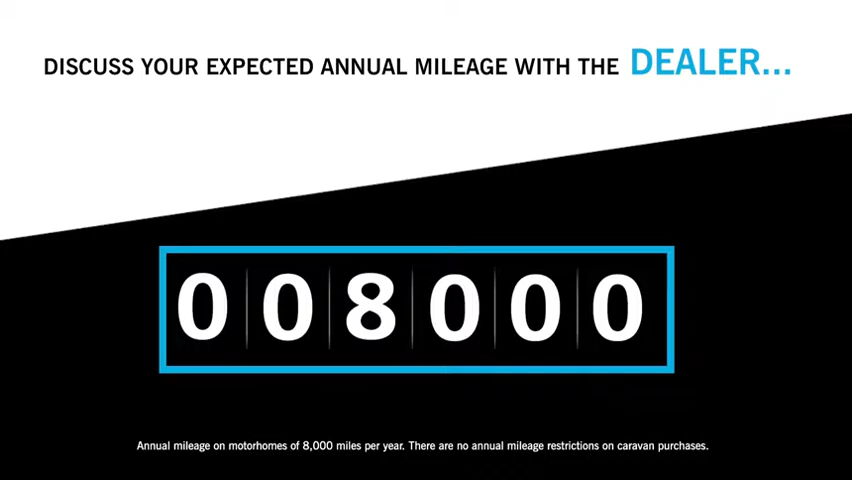 DISCUSS YOUR EXPECTED ANNUAL MILEAGE WITH THE DEALER...
008000
Annual mileage on motorhomes of 8,000 miles per year. There are no annual mileage restrictions on caravan purchases.